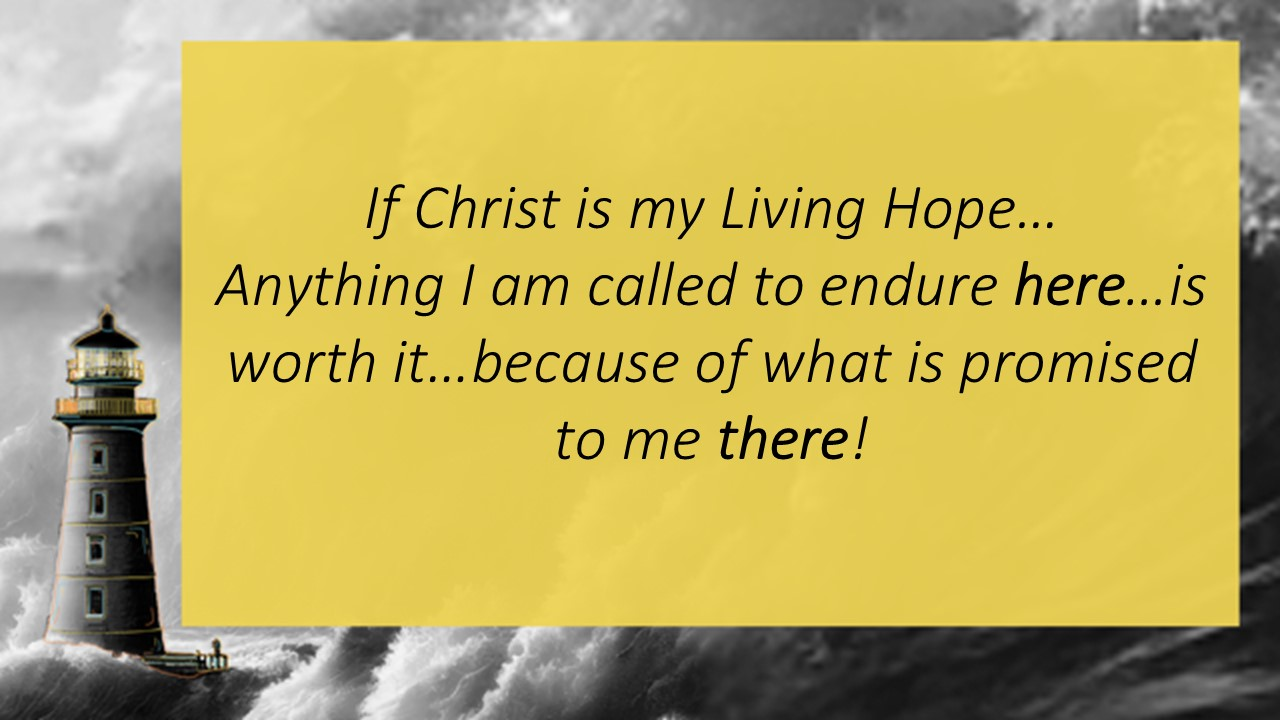 If Christ is my Living Hope...
Anything I am called to endure here...is
worth it...because of what is promised
to me there!